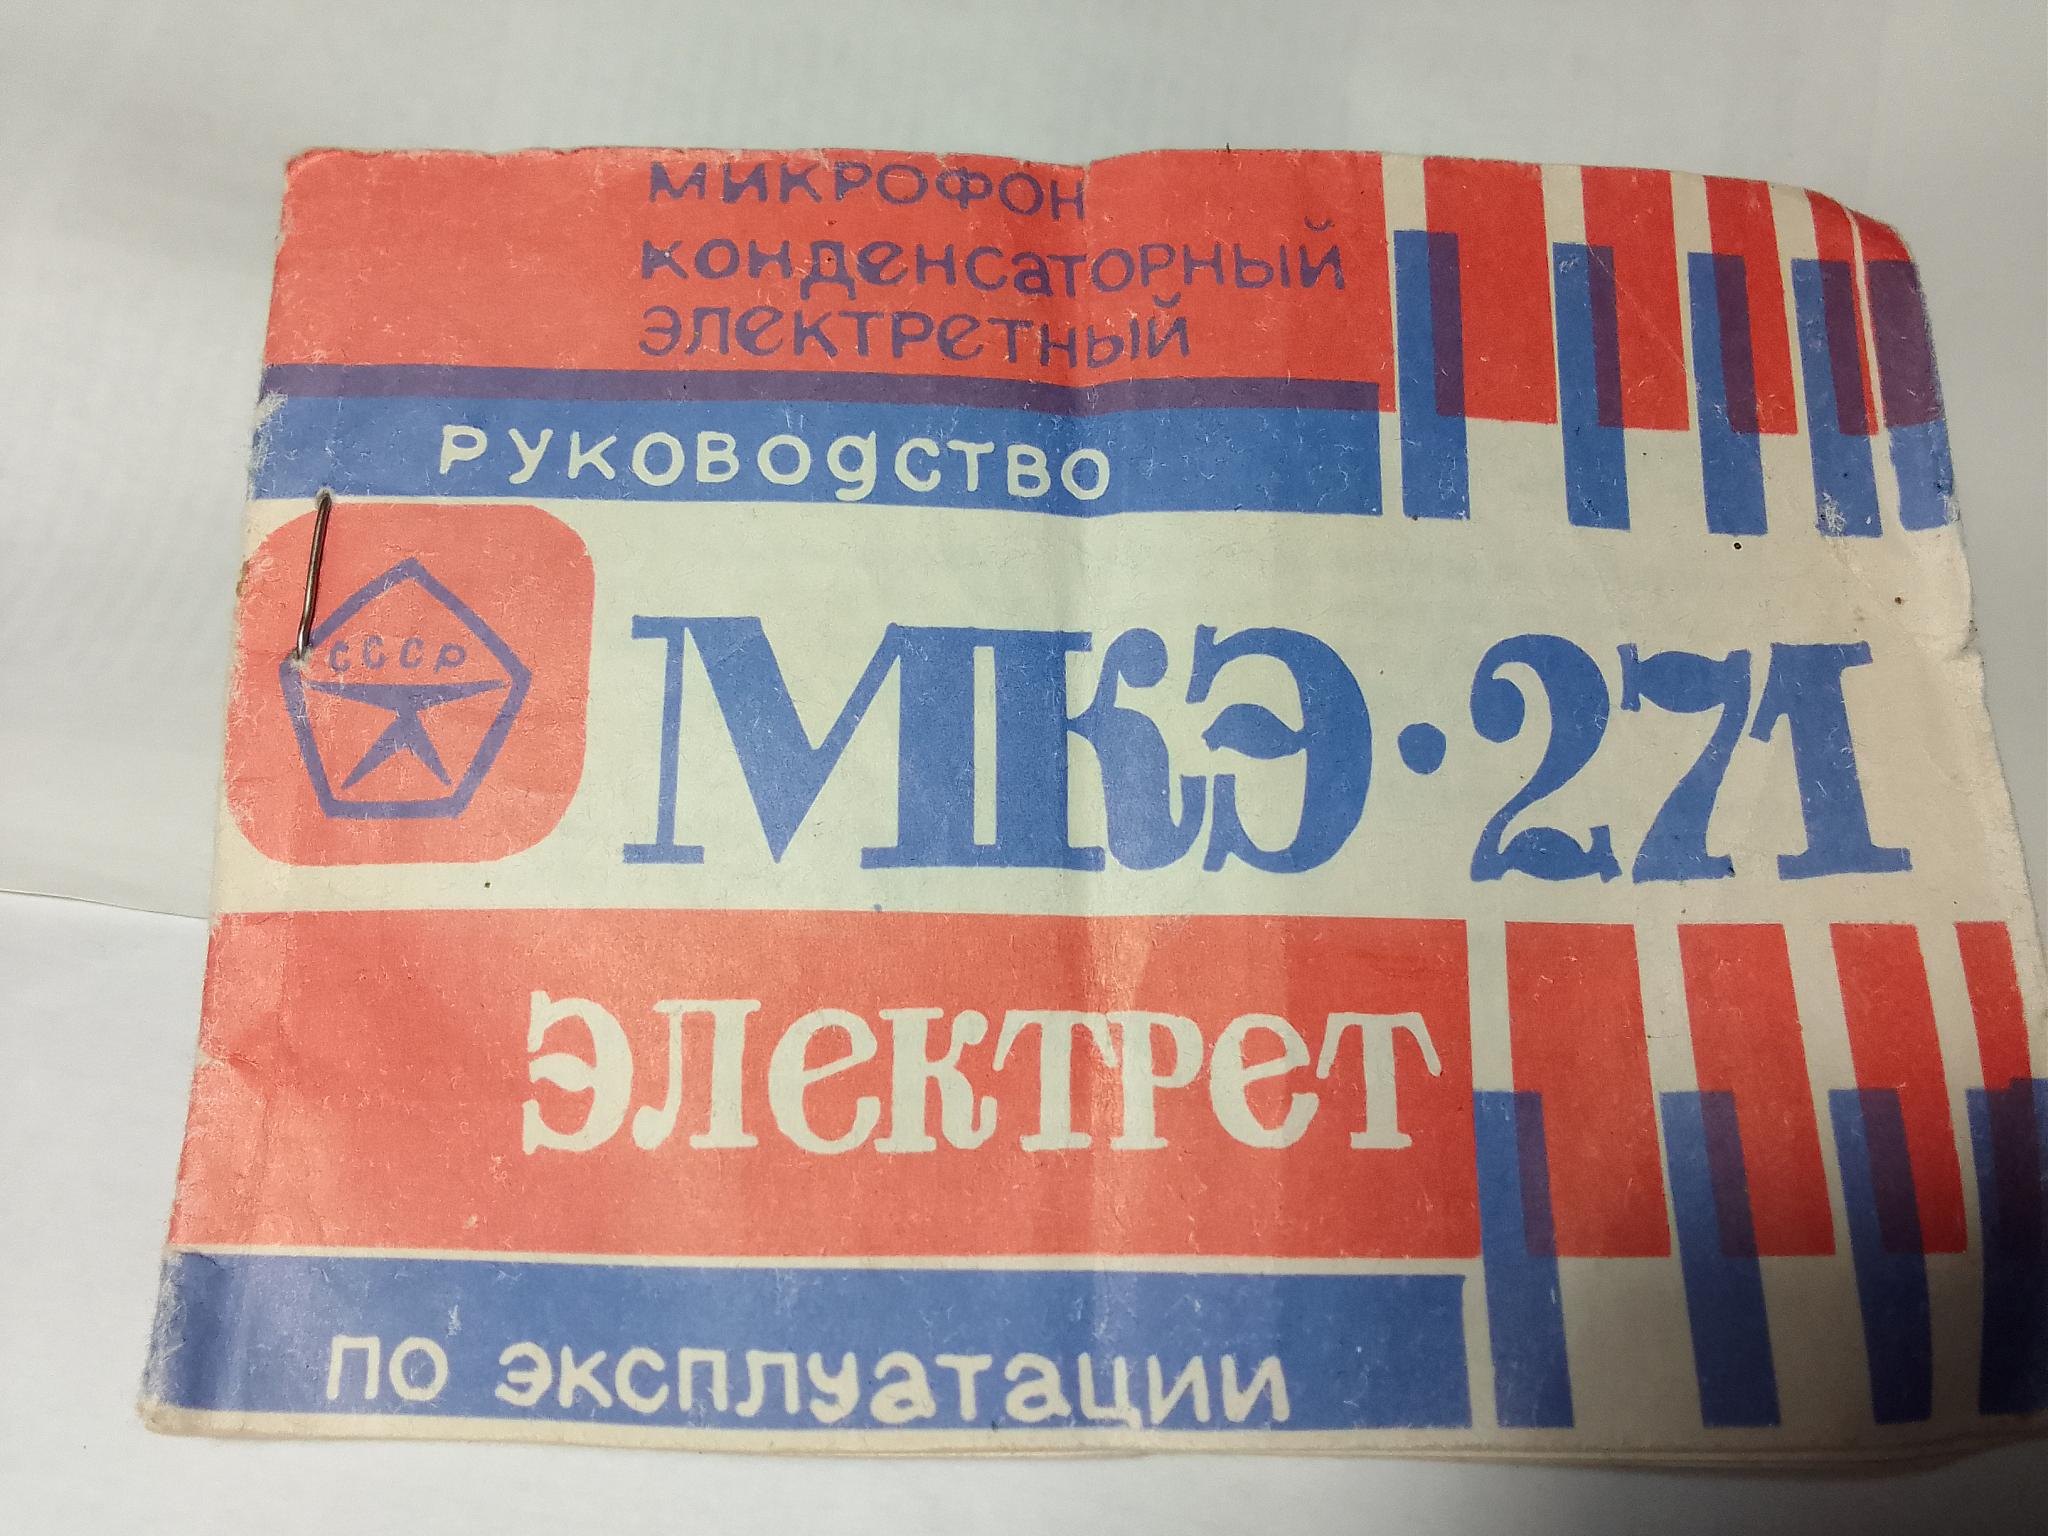 МИКРОФОН
КОНДЕНСАТОРНЫЙ
ЭЛЕКТРЕТНЫЙ
РУКОВОДСТВО
СССР
МКЭ·271
ЭЛЕКТРЕТ
ПО ЭКСПЛУАТАЦИИ